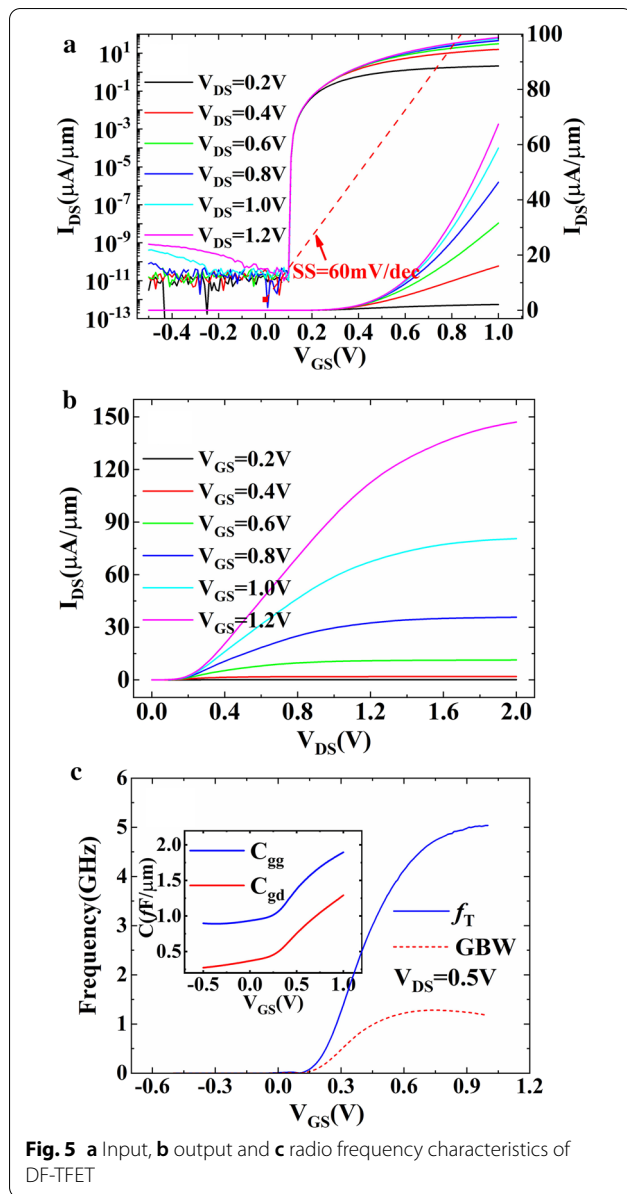 a
I_DS(μA/μm)
10¹
10⁻¹
10⁻³
10⁻⁵
10⁻⁷
10⁻⁹
10⁻¹¹
10⁻¹³
V_DS=0.2V
V_DS=0.4V
V_DS=0.6V
V_DS=0.8V
V_DS=1.0V
V_DS=1.2V
SS=60mV/dec
100
80
60
40
20
0
I_DS(μA/μm)
-0.4 -0.2 0.0 0.2 0.4 0.6 0.8 1.0
V_GS(V)
b
I_DS(μA/μm)
150
120
90
60
30
0
V_GS=0.2V
V_GS=0.4V
V_GS=0.6V
V_GS=0.8V
V_GS=1.0V
V_GS=1.2V
0.0 0.4 0.8 1.2 1.6 2.0
V_DS(V)
c
Frequency(GHz)
6
5
4
3
2
1
0
C(fF/μm)
2.0
1.5
1.0
0.5
C_gg
C_gd
-0.5 0.0 0.5 1.0
V_GS(V)
f_T
GBW
V_DS=0.5V
-0.6 -0.3 0.0 0.3 0.6 0.9 1.2
V_GS(V)
Fig. 5 a Input, b output and c radio frequency characteristics of
DF-TFET